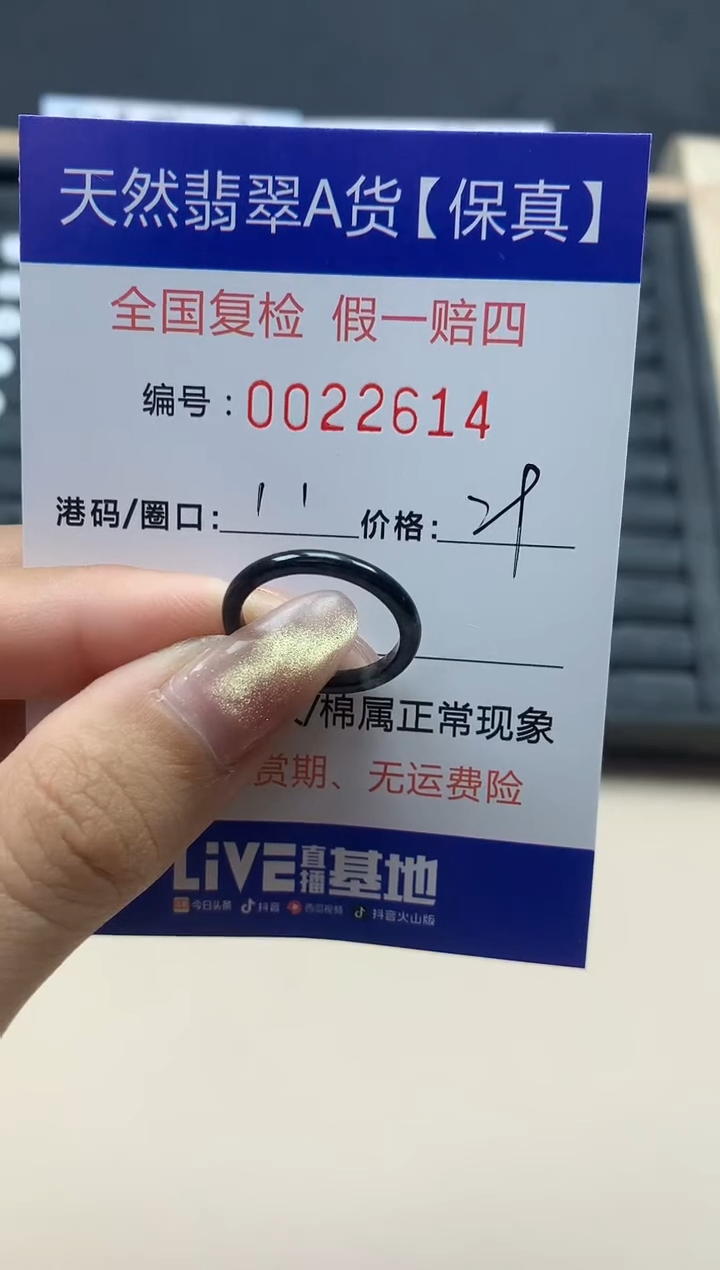 天然翡翠A货【保真】
全国复检 假一赔四
编号:0022614
港码/圈口: 11 价格:
/棉属正常现象
赏期、无运费险
LiVE直播基地
今日头条 抖音 西瓜视频 抖音火山版